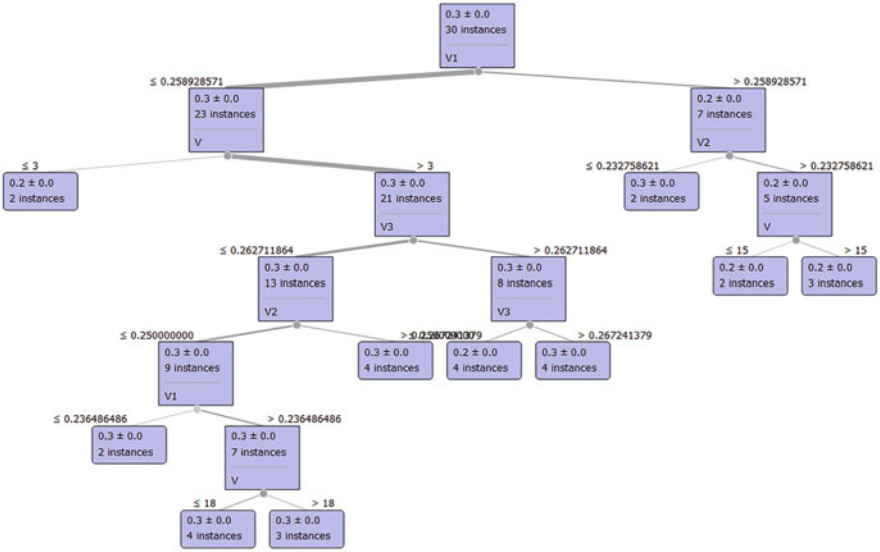 0.3 ± 0.0
30 instances
V1
≤ 0.258928571
> 0.258928571
0.3 ± 0.0
23 instances
V
0.2 ± 0.0
7 instances
V2
≤ 3
> 3
≤ 0.232758621
> 0.232758621
0.2 ± 0.0
2 instances
0.3 ± 0.0
21 instances
V3
0.3 ± 0.0
2 instances
0.2 ± 0.0
5 instances
V
≤ 0.262711864
> 0.262711864
≤ 15
> 15
0.3 ± 0.0
13 instances
V2
0.3 ± 0.0
8 instances
V3
0.2 ± 0.0
2 instances
0.2 ± 0.0
3 instances
≤ 0.250000000
> 0.267241379
0.3 ± 0.0
9 instances
V1
0.3 ± 0.0
4 instances
0.2 ± 0.0
4 instances
0.3 ± 0.0
4 instances
≤ 0.236486486
> 0.236486486
0.3 ± 0.0
2 instances
0.3 ± 0.0
7 instances
V
≤ 18
> 18
0.3 ± 0.0
4 instances
0.3 ± 0.0
3 instances